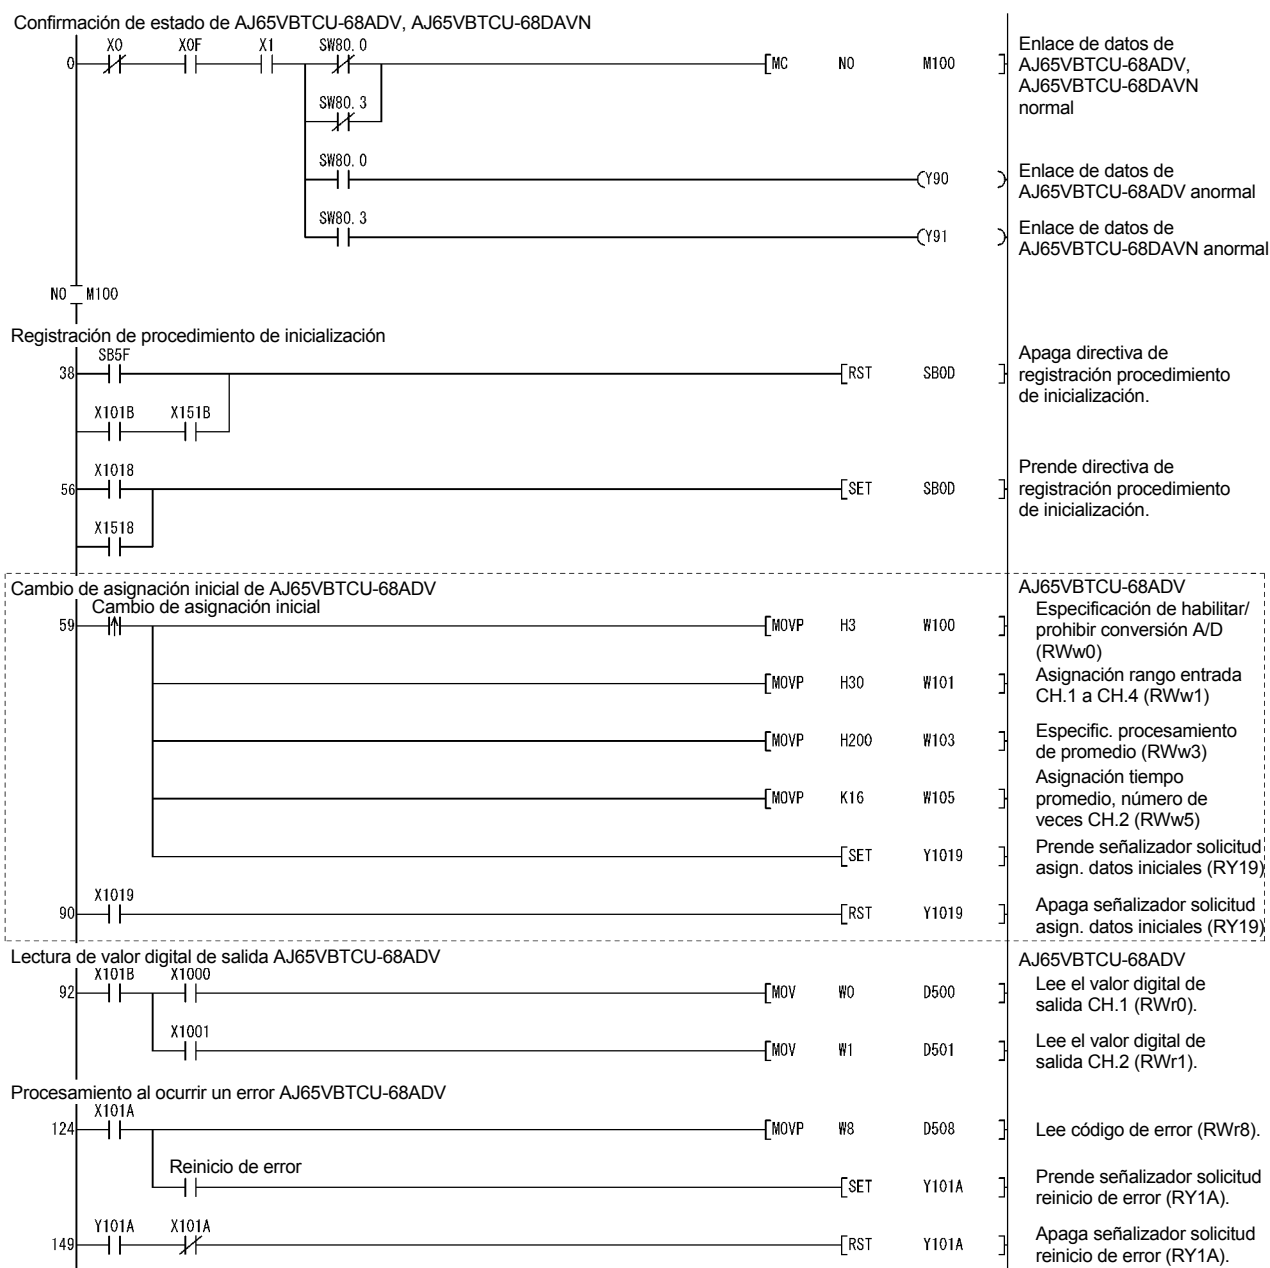 Confirmación de estado de AJ65VBTCU-68ADV, AJ65VBTCU-68DAVN
X0 X0F X1 SW80.0
0 MC N0 M100
Enlace de datos de
AJ65VBTCU-68ADV,
AJ65VBTCU-68DAVN
normal
SW80.3
SW80.0
Y90
Enlace de datos de
AJ65VBTCU-68ADV anormal
SW80.3
Y91
Enlace de datos de
AJ65VBTCU-68DAVN anormal
N0 M100
Registración de procedimiento de inicialización
SB5F
38 RST SB0D
Apaga directiva de
registración procedimiento
de inicialización.
X101B X151B
X1018
56 SET SB0D
Prende directiva de
registración procedimiento
de inicialización.
X1518
Cambio de asignación inicial de AJ65VBTCU-68ADV
AJ65VBTCU-68ADV
Cambio de asignación inicial
59 MOVP H3 W100
Especificación de habilitar/
prohibir conversión A/D
(RWw0)
MOVP H30 W101
Asignación rango entrada
CH.1 a CH.4 (RWw1)
MOVP H200 W103
Especific. procesamiento
de promedio (RWw3)
MOVP K16 W105
Asignación tiempo
promedio, número de
veces CH.2 (RWw5)
SET Y1019
Prende señalizador solicitud
asign. datos iniciales (RY19)
X1019
90 RST Y1019
Apaga señalizador solicitud
asign. datos iniciales (RY19)
Lectura de valor digital de salida AJ65VBTCU-68ADV
AJ65VBTCU-68ADV
X101B X1000
92 MOV W0 D500
Lee el valor digital de
salida CH.1 (RWr0).
X1001
MOV W1 D501
Lee el valor digital de
salida CH.2 (RWr1).
Procesamiento al ocurrir un error AJ65VBTCU-68ADV
X101A
124 MOVP W8 D508
Lee código de error (RWr8).
Reinicio de error
SET Y101A
Prende señalizador solicitud
reinicio de error (RY1A).
Y101A X101A
149 RST Y101A
Apaga señalizador solicitud
reinicio de error (RY1A).